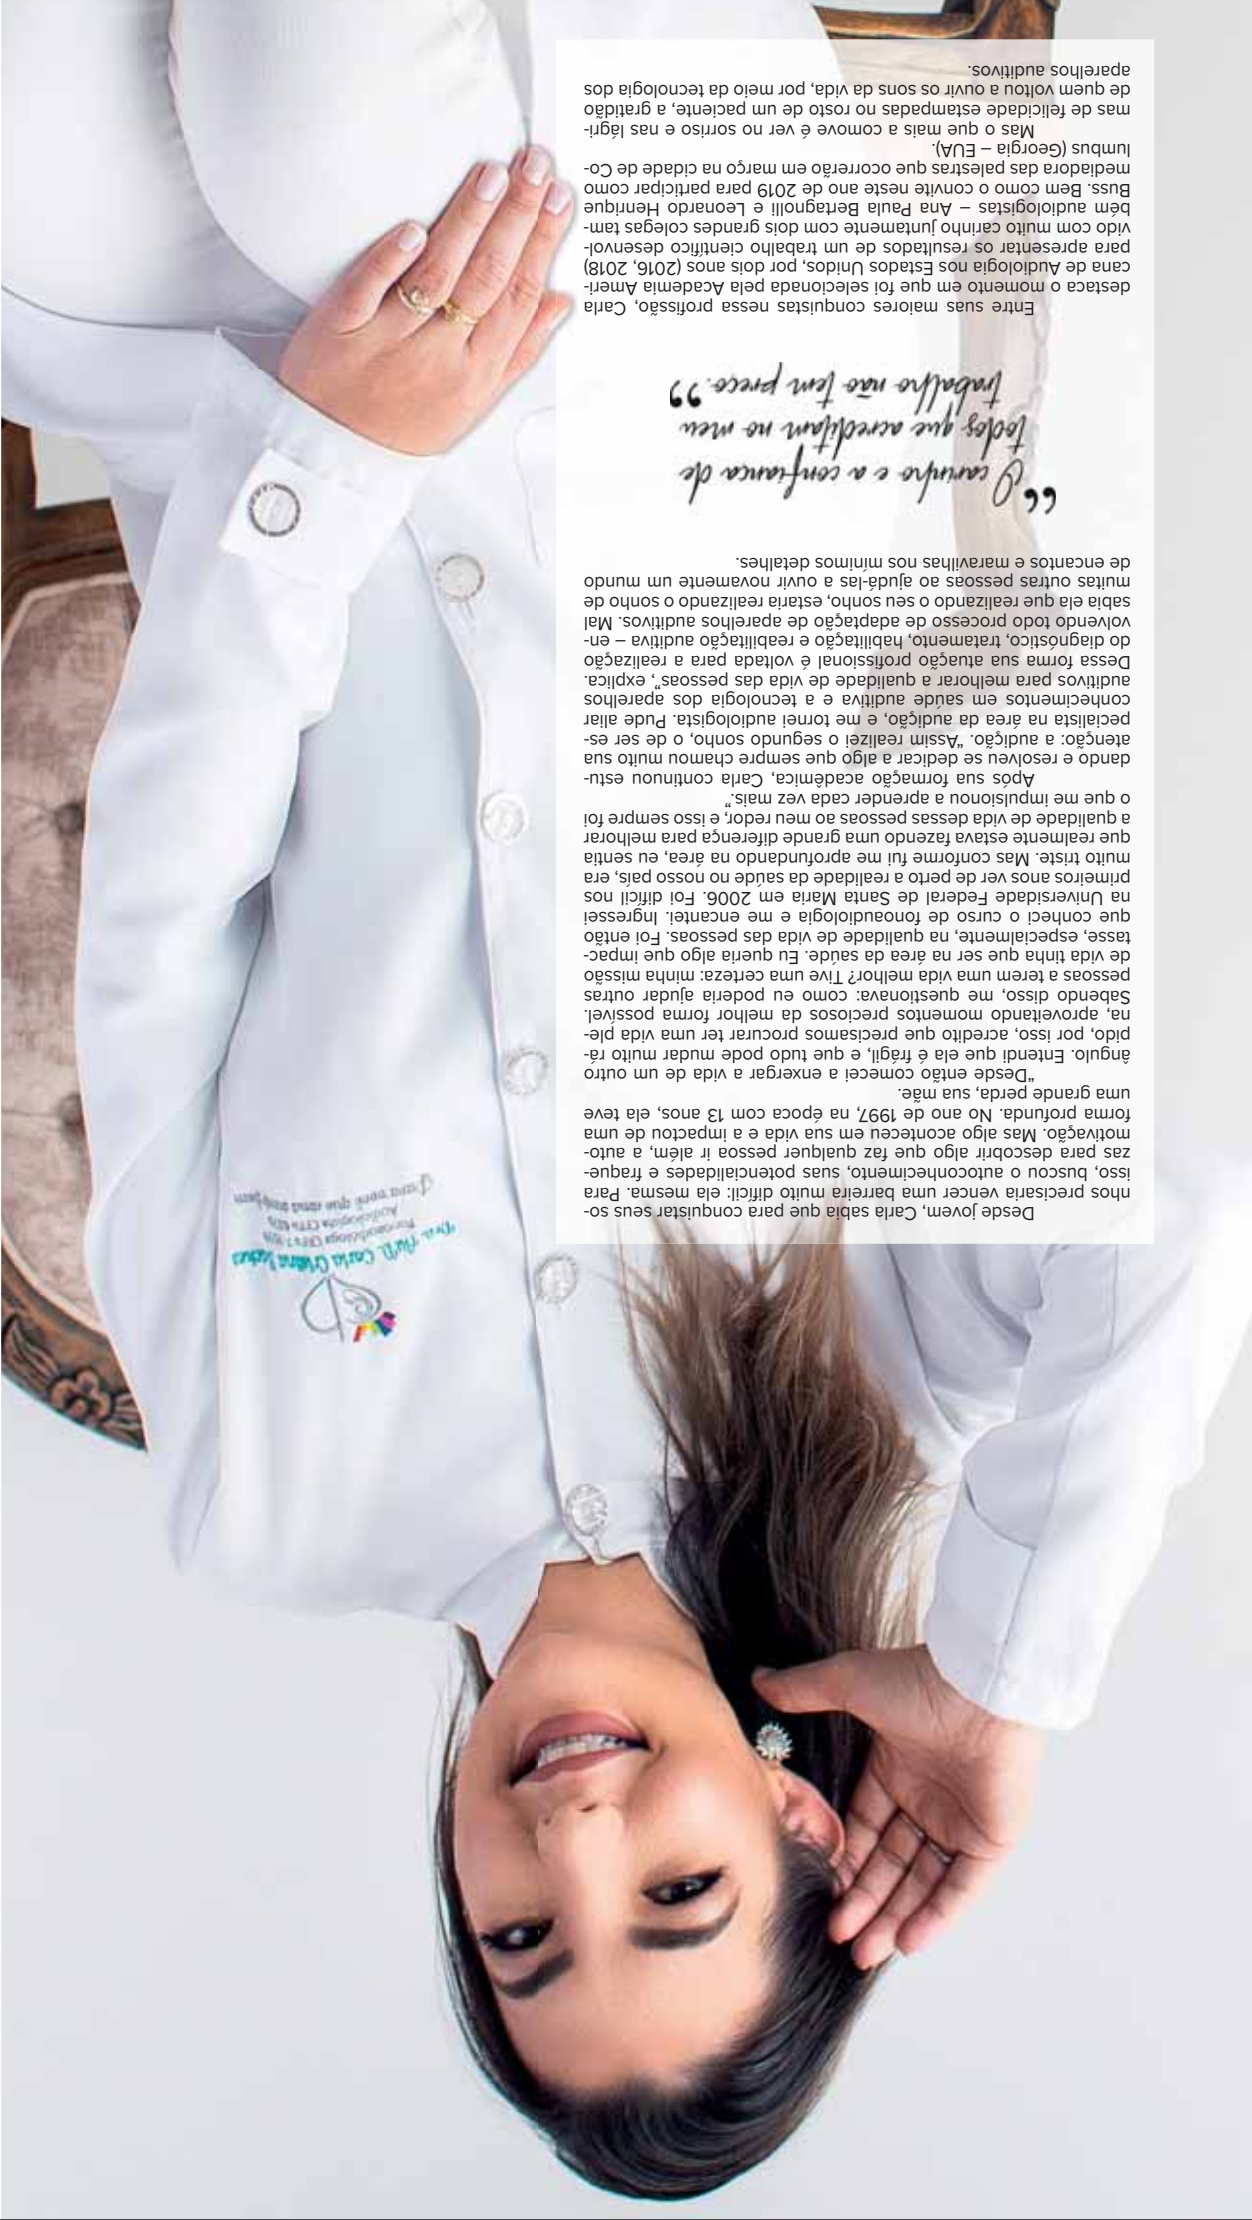 Desde jovem, Carla sabia que para conquistar seus so-
nhos precisaria vencer uma barreira muito difícil: ela mesma. Para
isso, buscou o autoconhecimento, suas potencialidades e fraque-
zas para descobrir algo que faz qualquer pessoa ir além, a auto-
motivação. Mas algo aconteceu em sua vida e a impactou de uma
forma profunda. No ano de 1997, na época com 13 anos, ela teve
uma grande perda, sua mãe.
"Desde então comecei a enxergar a vida de um outro
ângulo. Entendi que ela é frágil, e que tudo pode mudar muito rá-
pido, por isso, acredito que precisamos procurar ter uma vida ple-
na, aproveitando momentos preciosos da melhor forma possível.
Sabendo disso, me questionava: como eu poderia ajudar outras
pessoas a terem uma vida melhor? Tive uma certeza: minha missão
de vida tinha que ser na área da saúde. Eu queria algo que impac-
tasse, especialmente, na qualidade de vida das pessoas. Foi então
que conheci o curso de fonoaudiologia e me encantei. Ingressei
na Universidade Federal de Santa Maria em 2006. Foi difícil nos
primeiros anos ver de perto a realidade da saúde no nosso país, era
muito triste. Mas conforme fui me aprofundando na área, eu sentia
que realmente estava fazendo uma grande diferença para melhorar
a qualidade de vida dessas pessoas ao meu redor, e isso sempre foi
o que me impulsionou a aprender cada vez mais."
Após sua formação acadêmica, Carla continuou estu-
dando e resolveu se dedicar a algo que sempre chamou muito sua
atenção: a audição. "Assim realizei o segundo sonho, o de ser es-
pecialista na área da audição, e me tornei audiologista. Pude aliar
conhecimentos em saúde auditiva e a tecnologia dos aparelhos
auditivos para melhorar a qualidade de vida das pessoas", explica.
Dessa forma sua atuação profissional é voltada para a realização
do diagnóstico, tratamento, habilitação e reabilitação auditiva – en-
volvendo todo processo de adaptação de aparelhos auditivos. Mal
sabia ela que realizando o seu sonho, estaria realizando o sonho de
muitas outras pessoas ao ajudá-las a ouvir novamente um mundo
de encantos e maravilhas nos mínimos detalhes.
“O carinho e a confiança de
todos que acreditam no meu
trabalho não tem preço.”
Entre suas maiores conquistas nessa profissão, Carla
destaca o momento em que foi selecionada pela Academia Ameri-
cana de Audiologia nos Estados Unidos, por dois anos (2016, 2018)
para apresentar os resultados de um trabalho científico desenvol-
vido com muito carinho juntamente com dois grandes colegas tam-
bém audiologistas – Ana Paula Bertagnolli e Leonardo Henrique
Buss. Bem como o convite neste ano de 2019 para participar como
mediadora das palestras que ocorrerão em março na cidade de Co-
lumbus (Georgia – EUA).
Mas o que mais a comove é ver no sorriso e nas lágri-
mas de felicidade estampadas no rosto de um paciente, a gratidão
de quem voltou a ouvir os sons da vida, por meio da tecnologia dos
aparelhos auditivos.
Dra. Au.D. Carla Cristiana
Fonoaudióloga
Audiologista